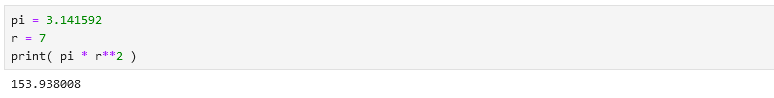 pi = 3.141592
r = 7
print( pi * r**2 )
153.938008